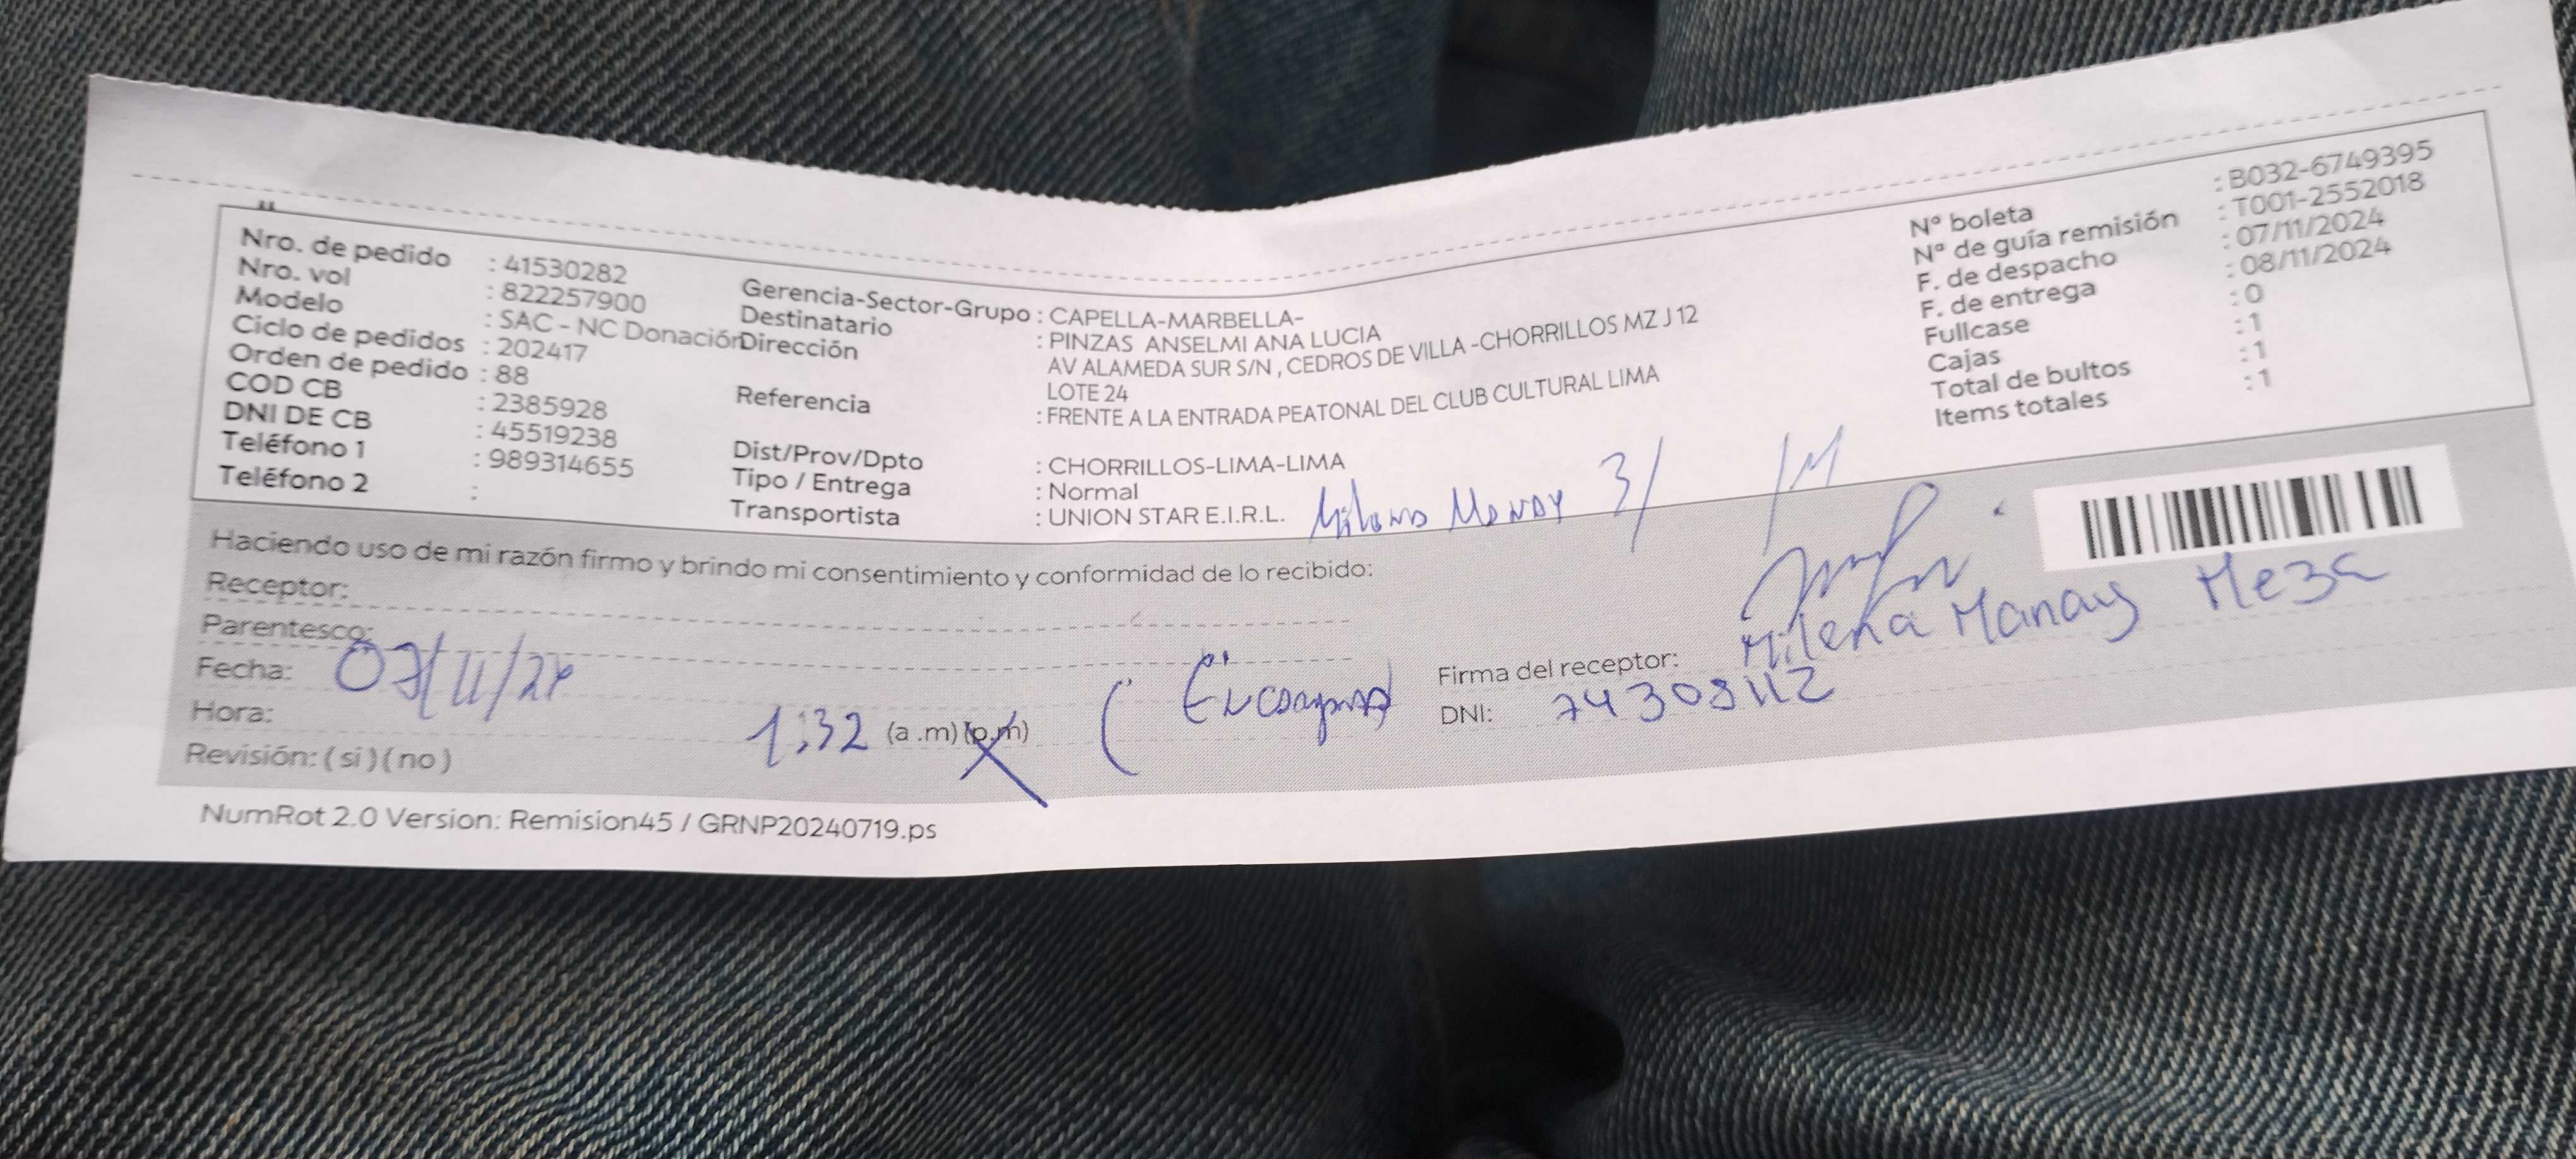 Nro. de pedido : 41530282
Nro. vol : 822257900
Modelo : SAC - NC Donación
Ciclo de pedidos : 202417
Orden de pedido : 88
COD CB : 2385928
DNI DE CB : 45519238
Teléfono 1 : 989314655
Teléfono 2 :
Gerencia-Sector-Grupo : CAPELLA-MARBELLA-
Destinatario : PINZAS ANSELMI ANA LUCIA
Dirección AV ALAMEDA SUR S/N , CEDROS DE VILLA -CHORRILLOS MZ J 12
LOTE 24
Referencia : FRENTE A LA ENTRADA PEATONAL DEL CLUB CULTURAL LIMA
Dist/Prov/Dpto : CHORRILLOS-LIMA-LIMA
Tipo / Entrega : Normal
Transportista : UNION STAR E.I.R.L.
N° boleta : B032-6749395
N° de guía remisión : T001-2552018
F. de despacho : 07/11/2024
F. de entrega : 08/11/2024
Fullcase : 0
Cajas : 1
Total de bultos : 1
Items totales : 1
Haciendo uso de mi razón firmo y brindo mi consentimiento y conformidad de lo recibido:
Receptor:
Parentesco:
Fecha: 07/11/24
Hora: 1:32 (a .m) (p.m)
Revisión: ( si ) ( no )
Firma del receptor: Milena Manay Meza
DNI: 74308112
NumRot 2.0 Version: Remision45 / GRNP20240719.ps